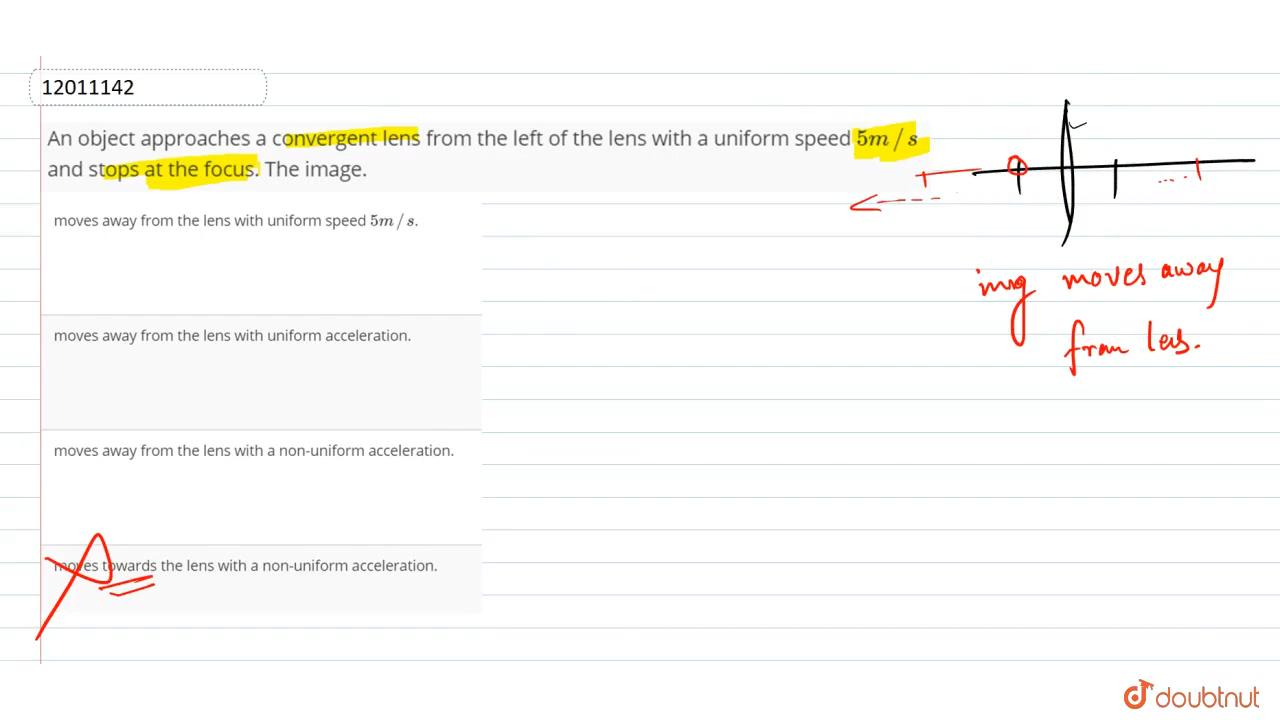 12011142
An object approaches a convergent lens from the left of the lens with a uniform speed 5m/s
and stops at the focus. The image.
moves away from the lens with uniform speed 5m/s.
moves away from the lens with uniform acceleration.
moves away from the lens with a non-uniform acceleration.
moves towards the lens with a non-uniform acceleration.
img moves away
from lens.
doubtnut